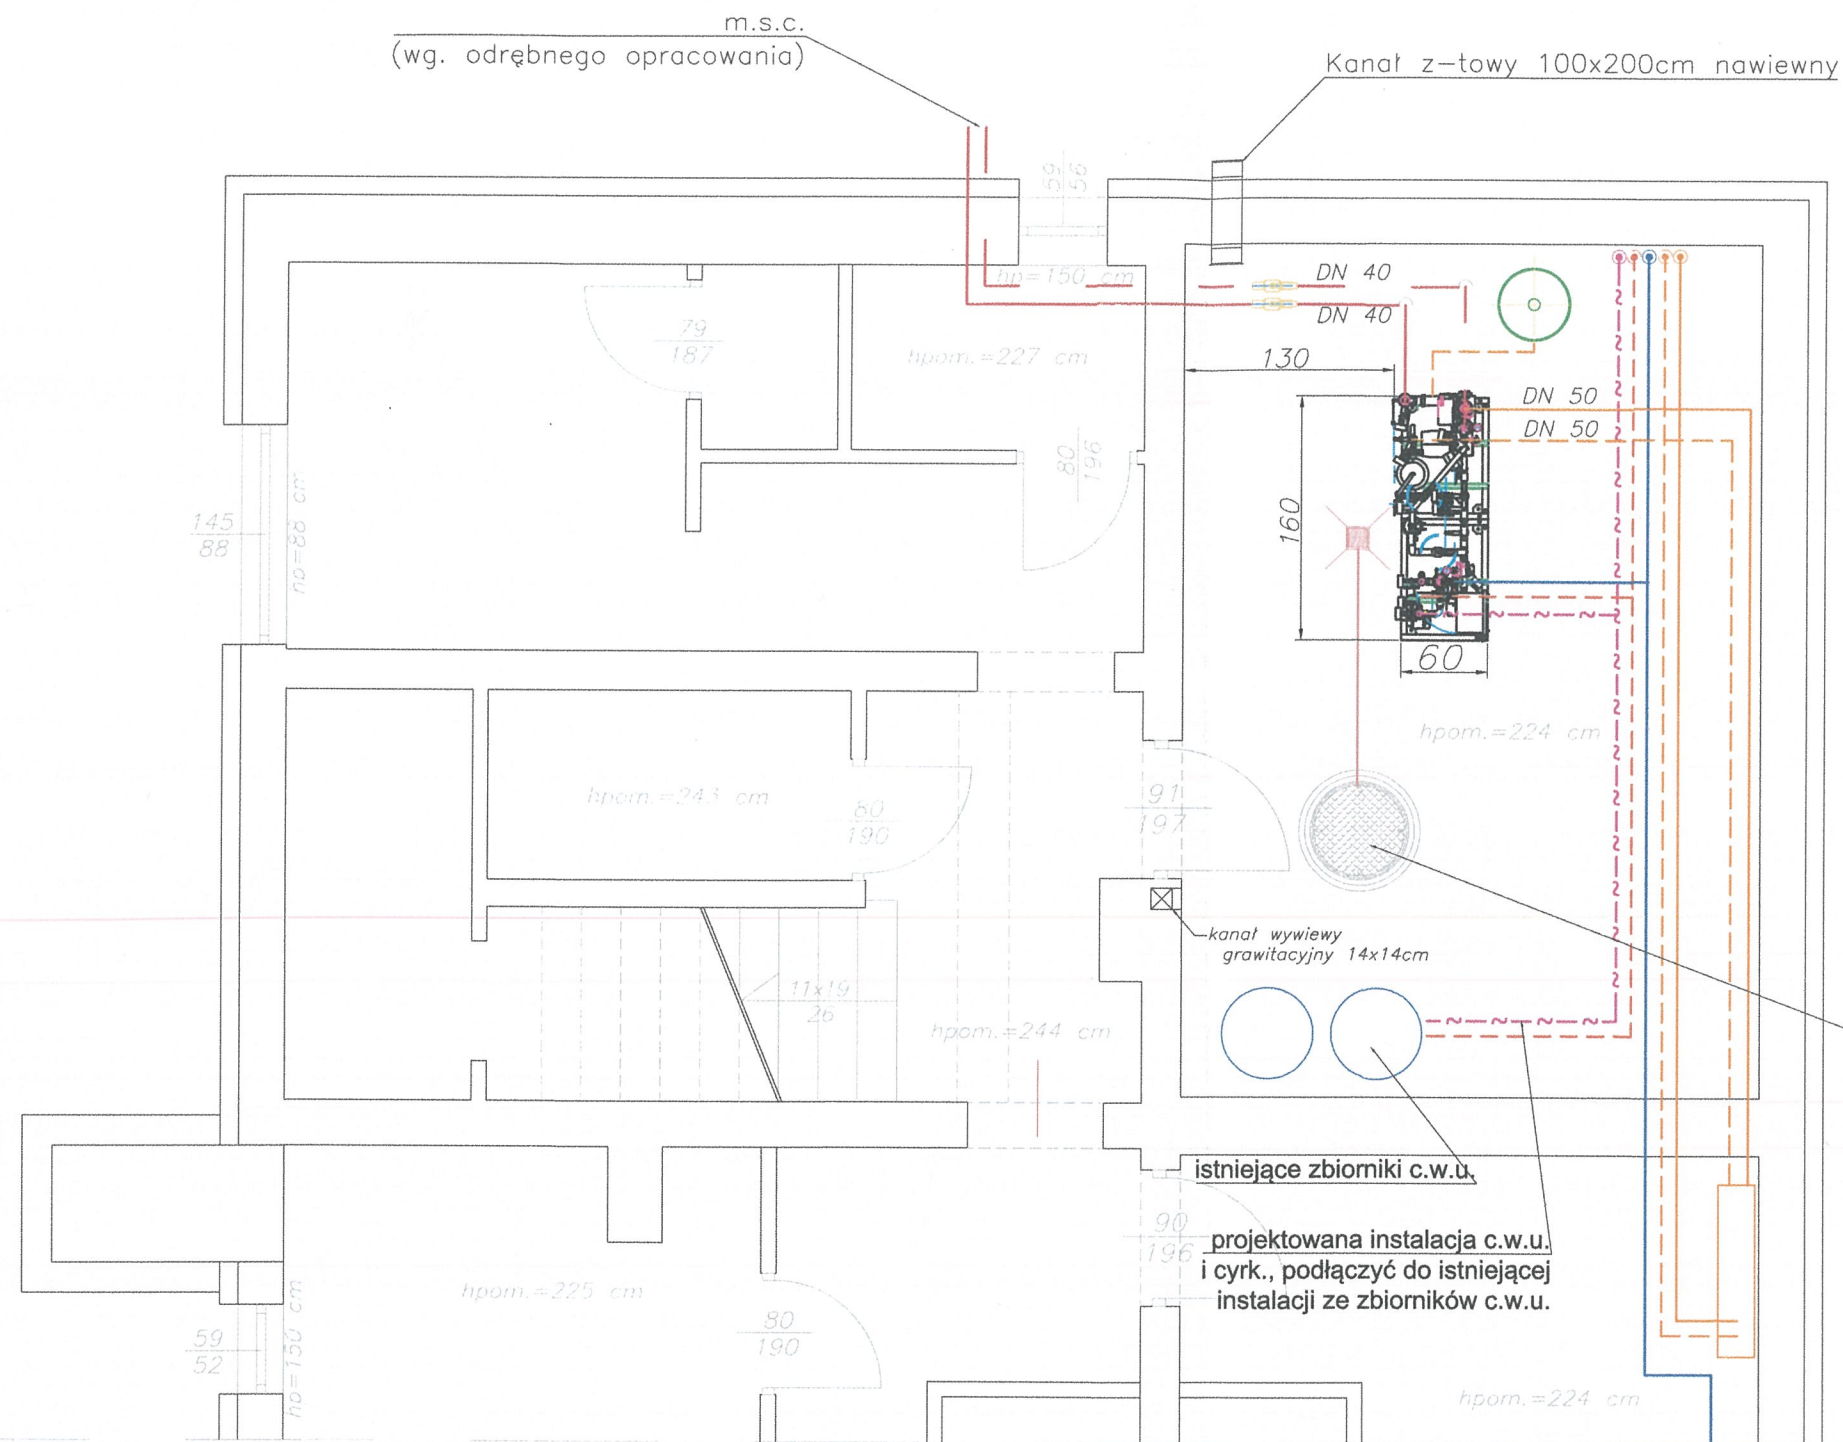 m.s.c.
(wg. odrębnego opracowania)
Kanał z-towy 100x200cm nawiewny
59
56
hp=150 cm
DN 40
DN 40
79
187
hpom.=227 cm
130
DN 50
DN 50
80
196
145
88
160
60
hpom.=224 cm
hpom.=243 cm
80
190
91
197
kanał wywiewy
grawitacyjny 14x14cm
11x19
26
hpom.=244 cm
istniejące zbiorniki c.w.u.
90
196
projektowana instalacja c.w.u.
i cyrk., podłączyć do istniejącej
instalacji ze zbiorników c.w.u.
hpom.=225 cm
80
190
59
52
hp=150 cm
hpom.=224 cm